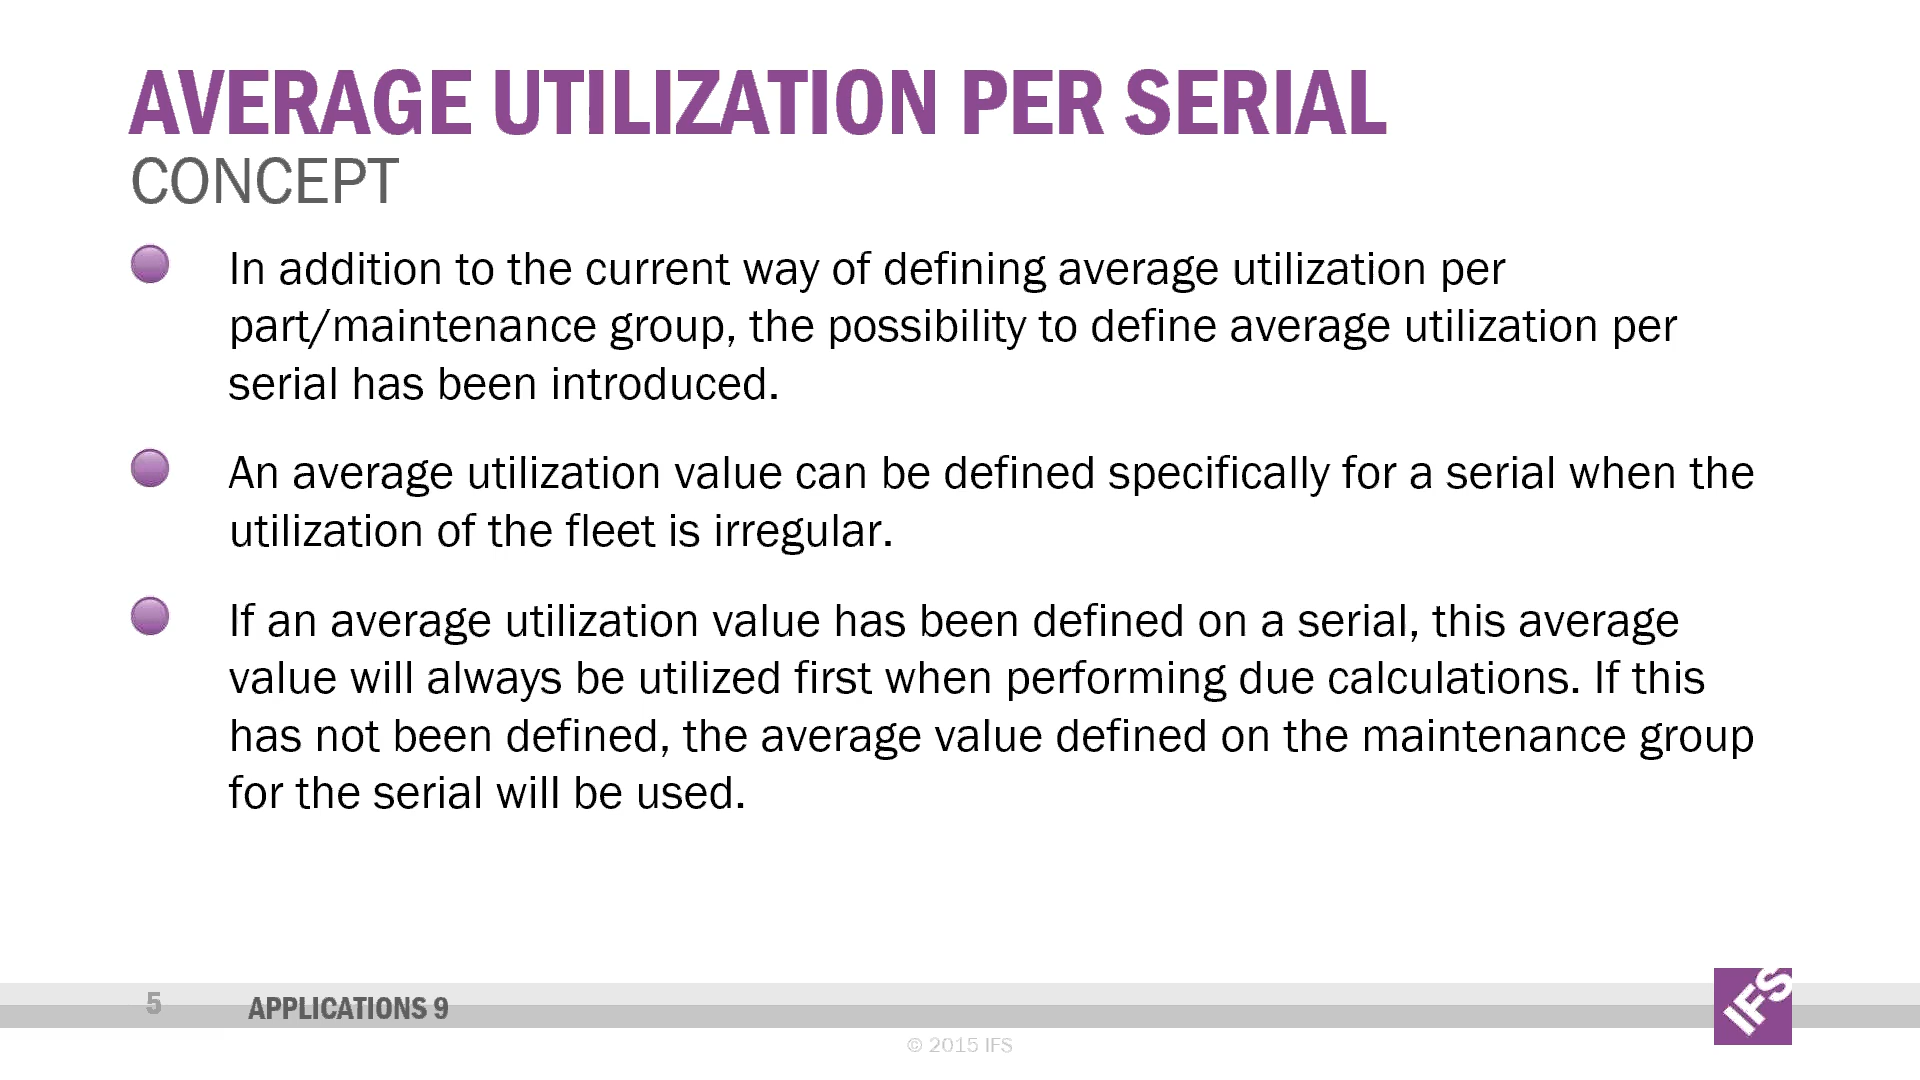 AVERAGE UTILIZATION PER SERIAL
CONCEPT
In addition to the current way of defining average utilization per
part/maintenance group, the possibility to define average utilization per
serial has been introduced.
An average utilization value can be defined specifically for a serial when the
utilization of the fleet is irregular.
If an average utilization value has been defined on a serial, this average
value will always be utilized first when performing due calculations. If this
has not been defined, the average value defined on the maintenance group
for the serial will be used.
5 APPLICATIONS 9
IFS
© 2015 IFS